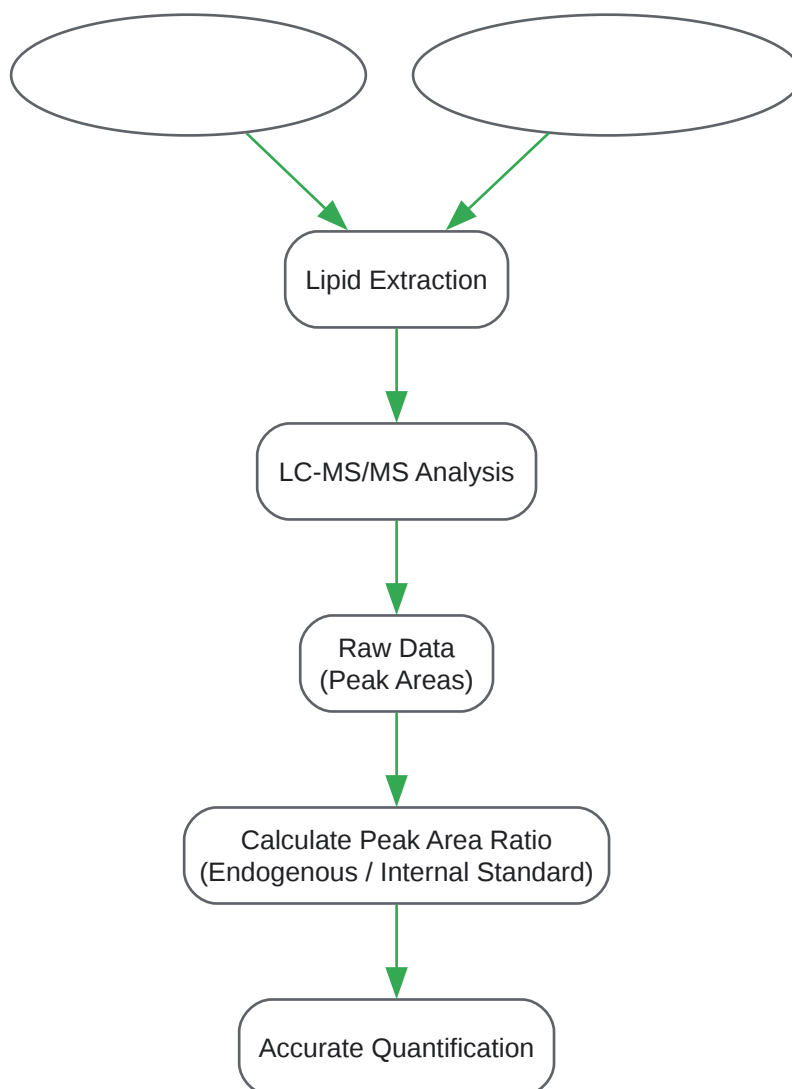 Lipid Extraction
LC-MS/MS Analysis
Raw Data
(Peak Areas)
Calculate Peak Area Ratio
(Endogenous / Internal Standard)
Accurate Quantification